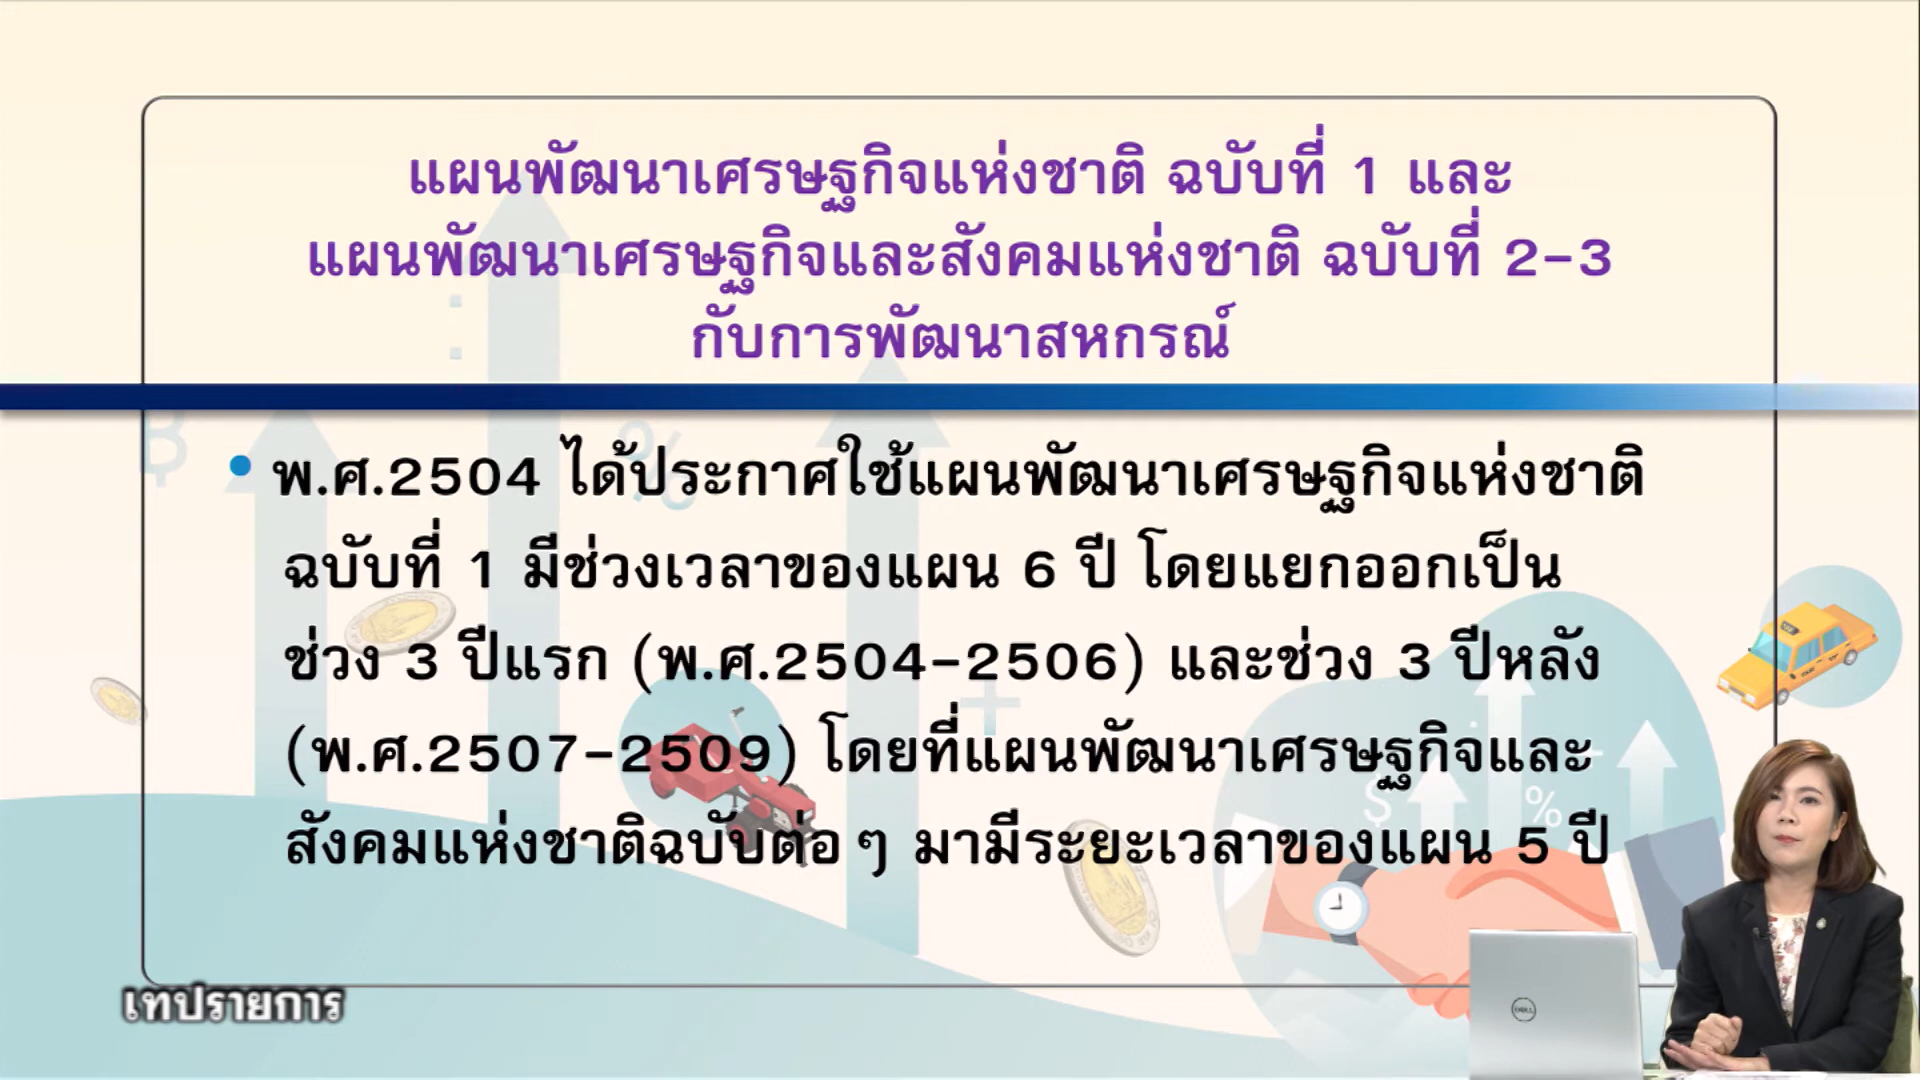 แผนพัฒนาเศรษฐกิจแห่งชาติ ฉบับที่ 1 และ
แผนพัฒนาเศรษฐกิจและสังคมแห่งชาติ ฉบับที่ 2-3
กับการพัฒนาสหกรณ์
• พ.ศ.2504 ได้ประกาศใช้แผนพัฒนาเศรษฐกิจแห่งชาติ
ฉบับที่ 1 มีช่วงเวลาของแผน 6 ปี โดยแยกออกเป็น
ช่วง 3 ปีแรก (พ.ศ.2504-2506) และช่วง 3 ปีหลัง
(พ.ศ.2507-2509) โดยที่แผนพัฒนาเศรษฐกิจและ
สังคมแห่งชาติฉบับต่อๆ มามีระยะเวลาของแผน 5 ปี
เทปรายการ
DELL